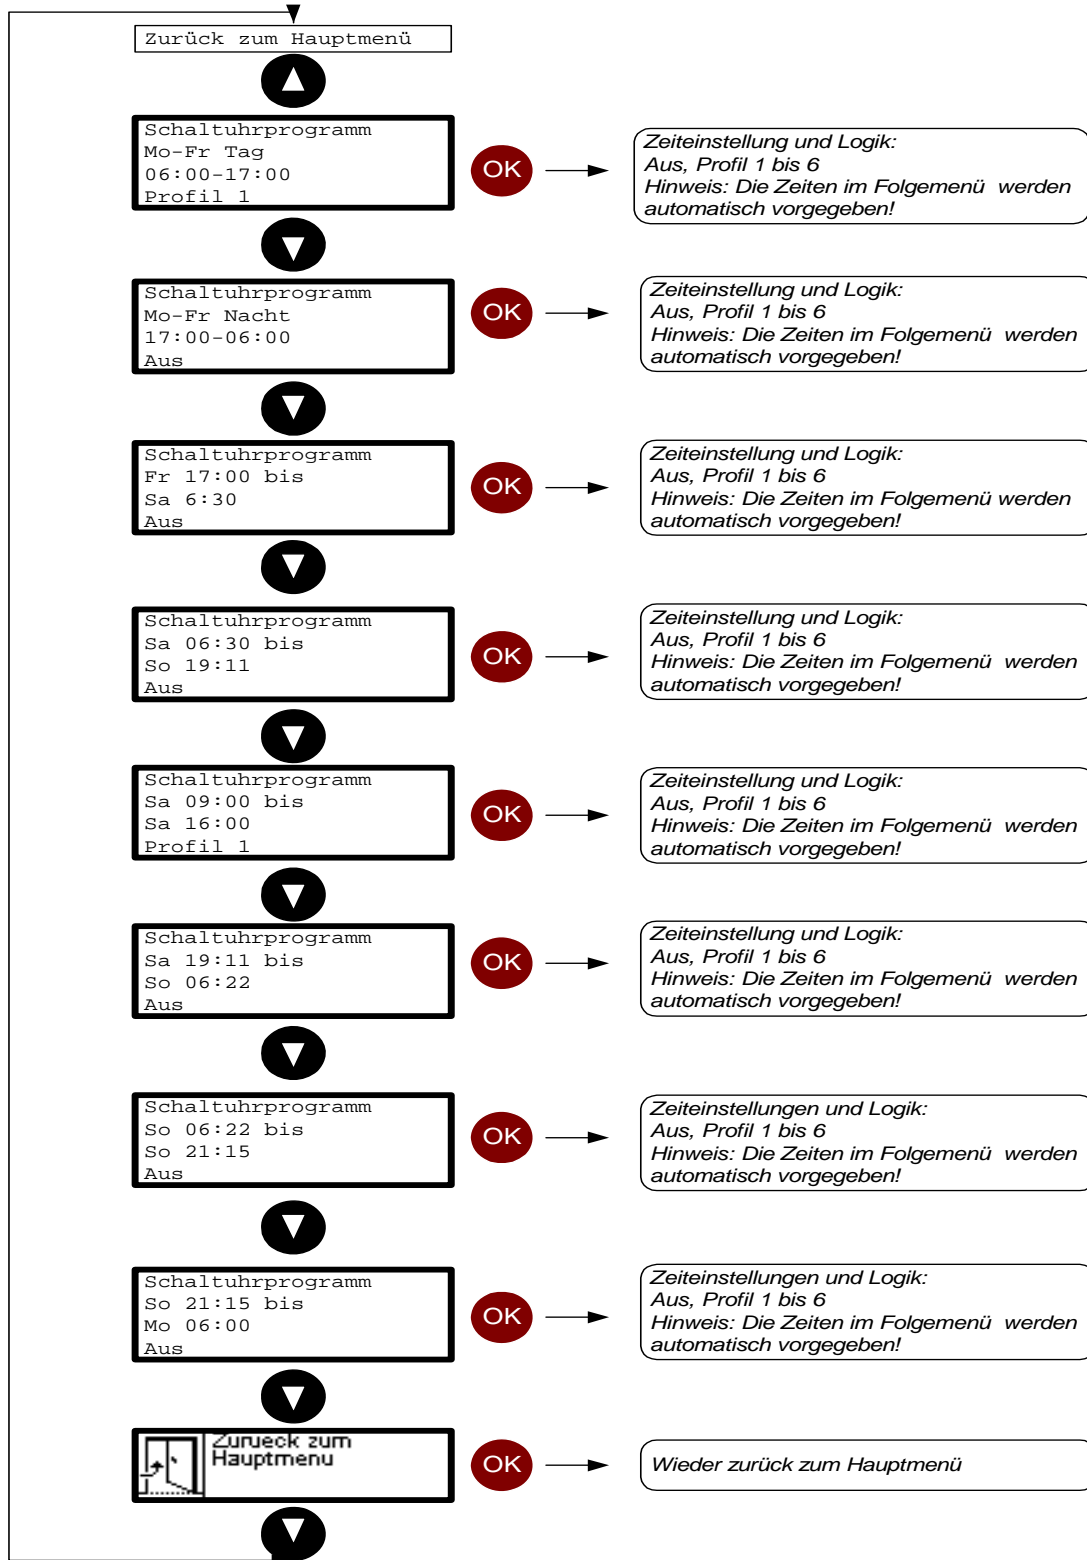 Zurück zum Hauptmenü
Schaltuhrprogramm
Mo-Fr Tag
06:00-17:00
Profil 1
OK
Zeiteinstellung und Logik:
Aus, Profil 1 bis 6
Hinweis: Die Zeiten im Folgemenü werden
automatisch vorgegeben!
Schaltuhrprogramm
Mo-Fr Nacht
17:00-06:00
Aus
OK
Zeiteinstellung und Logik:
Aus, Profil 1 bis 6
Hinweis: Die Zeiten im Folgemenü werden
automatisch vorgegeben!
Schaltuhrprogramm
Fr 17:00 bis
Sa 6:30
Aus
OK
Zeiteinstellung und Logik:
Aus, Profil 1 bis 6
Hinweis: Die Zeiten im Folgemenü werden
automatisch vorgegeben!
Schaltuhrprogramm
Sa 06:30 bis
So 19:11
Aus
OK
Zeiteinstellung und Logik:
Aus, Profil 1 bis 6
Hinweis: Die Zeiten im Folgemenü werden
automatisch vorgegeben!
Schaltuhrprogramm
Sa 09:00 bis
Sa 16:00
Profil 1
OK
Zeiteinstellung und Logik:
Aus, Profil 1 bis 6
Hinweis: Die Zeiten im Folgemenü werden
automatisch vorgegeben!
Schaltuhrprogramm
Sa 19:11 bis
So 06:22
Aus
OK
Zeiteinstellung und Logik:
Aus, Profil 1 bis 6
Hinweis: Die Zeiten im Folgemenü werden
automatisch vorgegeben!
Schaltuhrprogramm
So 06:22 bis
So 21:15
Aus
OK
Zeiteinstellungen und Logik:
Aus, Profil 1 bis 6
Hinweis: Die Zeiten im Folgemenü werden
automatisch vorgegeben!
Schaltuhrprogramm
So 21:15 bis
Mo 06:00
Aus
OK
Zeiteinstellungen und Logik:
Aus, Profil 1 bis 6
Hinweis: Die Zeiten im Folgemenü werden
automatisch vorgegeben!
Zurueck zum
Hauptmenu
OK
Wieder zurück zum Hauptmenü